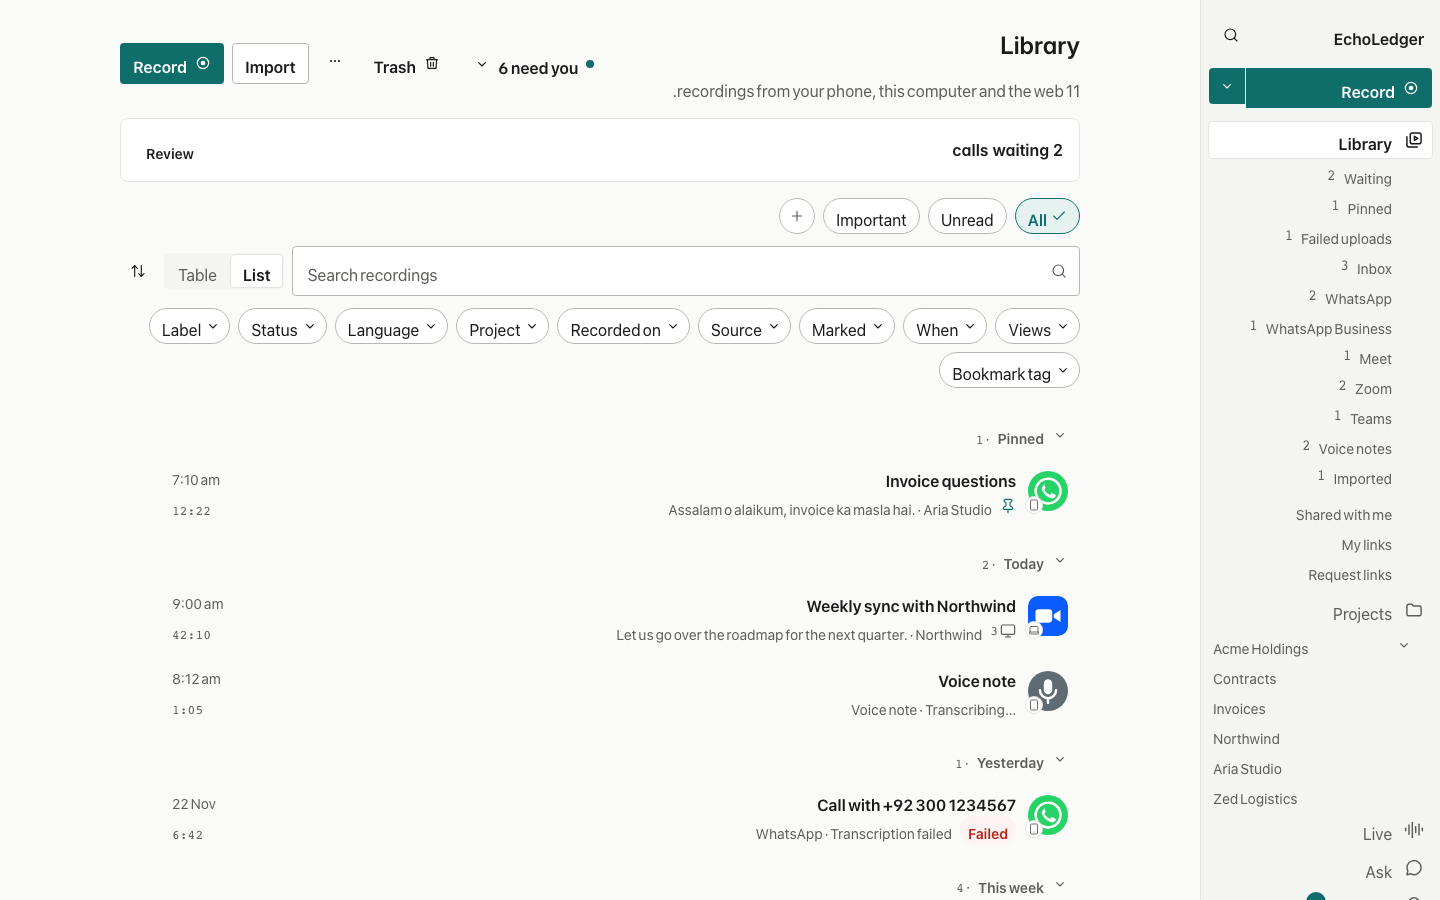 EchoLedger
Record
Library
Waiting 2
Pinned 1
Failed uploads 1
Inbox 3
WhatsApp 2
WhatsApp Business 1
Meet 1
Zoom 2
Teams 1
Voice notes 2
Imported 1
Shared with me
My links
Request links
Projects
Acme Holdings
Contracts
Invoices
Northwind
Aria Studio
Zed Logistics
Live
Ask
Library
.recordings from your phone, this computer and the web 11
6 need you
Trash
...
Import
Record
calls waiting 2
Review
All
Unread
Important
Search recordings
List
Table
Views
When
Marked
Source
Recorded on
Project
Language
Status
Label
Bookmark tag
Pinned · 1
Invoice questions
Assalam o alaikum, invoice ka masla hai. · Aria Studio
7:10 am
12:22
Today · 2
Weekly sync with Northwind
3
Let us go over the roadmap for the next quarter. · Northwind
9:00 am
42:10
Voice note
Voice note · Transcribing...
8:12 am
1:05
Yesterday · 1
Call with +92 300 1234567
Failed
WhatsApp · Transcription failed
22 Nov
6:42
This week · 4